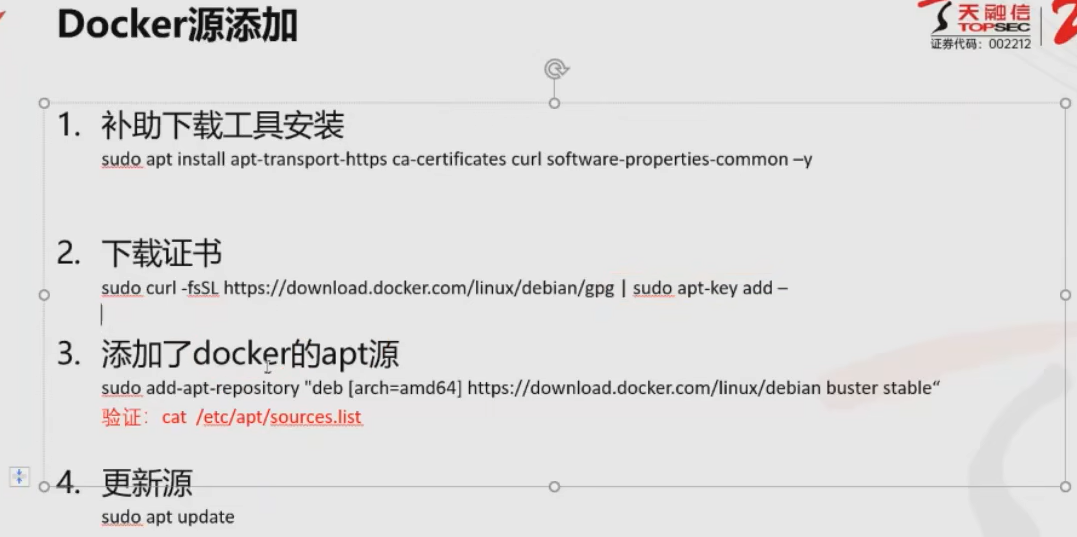 Docker源添加
天融信
TOPSEC
证券代码：002212
1. 补助下载工具安装
sudo apt install apt-transport-https ca-certificates curl software-properties-common –y
2. 下载证书
sudo curl -fsSL https://download.docker.com/linux/debian/gpg | sudo apt-key add –
3. 添加了docker的apt源
sudo add-apt-repository "deb [arch=amd64] https://download.docker.com/linux/debian buster stable“
验证：cat /etc/apt/sources.list
4. 更新源
sudo apt update